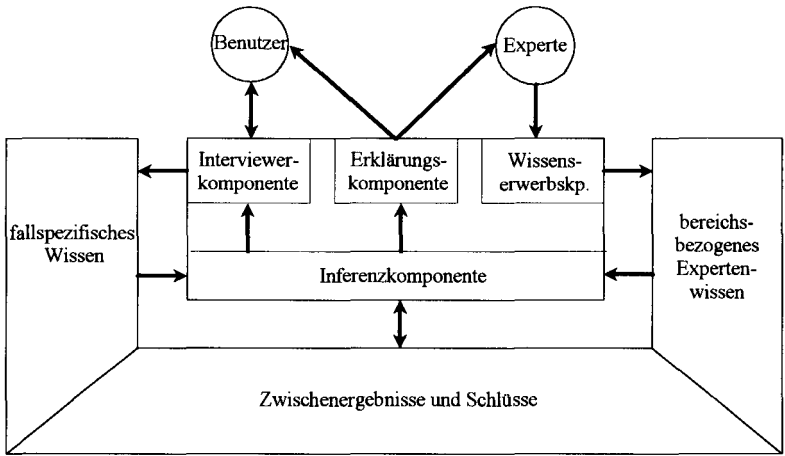 Benutzer
Experte
Interviewer-
komponente
Erklärungs-
komponente
Wissens-
erwerbskp.
fallspezifisches
Wissen
bereichs-
bezogenes
Experten-
wissen
Inferenzkomponente
Zwischenergebnisse und Schlüsse